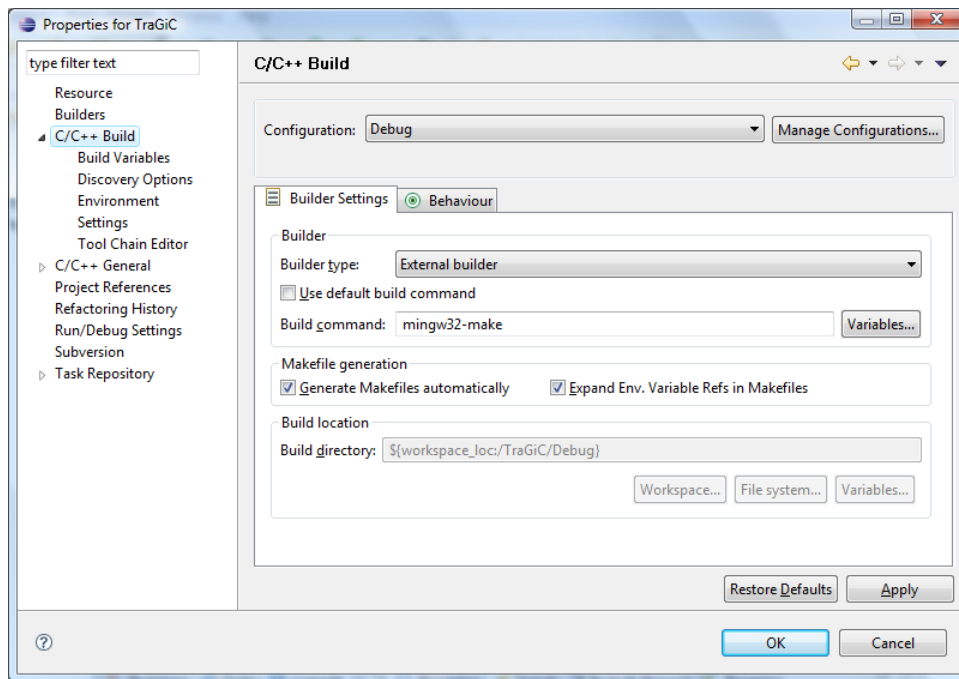 Properties for TraGiC
type filter text
Resource
Builders
C/C++ Build
Build Variables
Discovery Options
Environment
Settings
Tool Chain Editor
C/C++ General
Project References
Refactoring History
Run/Debug Settings
Subversion
Task Repository
C/C++ Build
Configuration: Debug Manage Configurations...
Builder Settings Behaviour
Builder
Builder type: External builder
Use default build command
Build command: mingw32-make Variables...
Makefile generation
Generate Makefiles automatically Expand Env. Variable Refs in Makefiles
Build location
Build directory: ${workspace_loc:/TraGiC/Debug}
Workspace... File system... Variables...
Restore Defaults Apply
OK Cancel